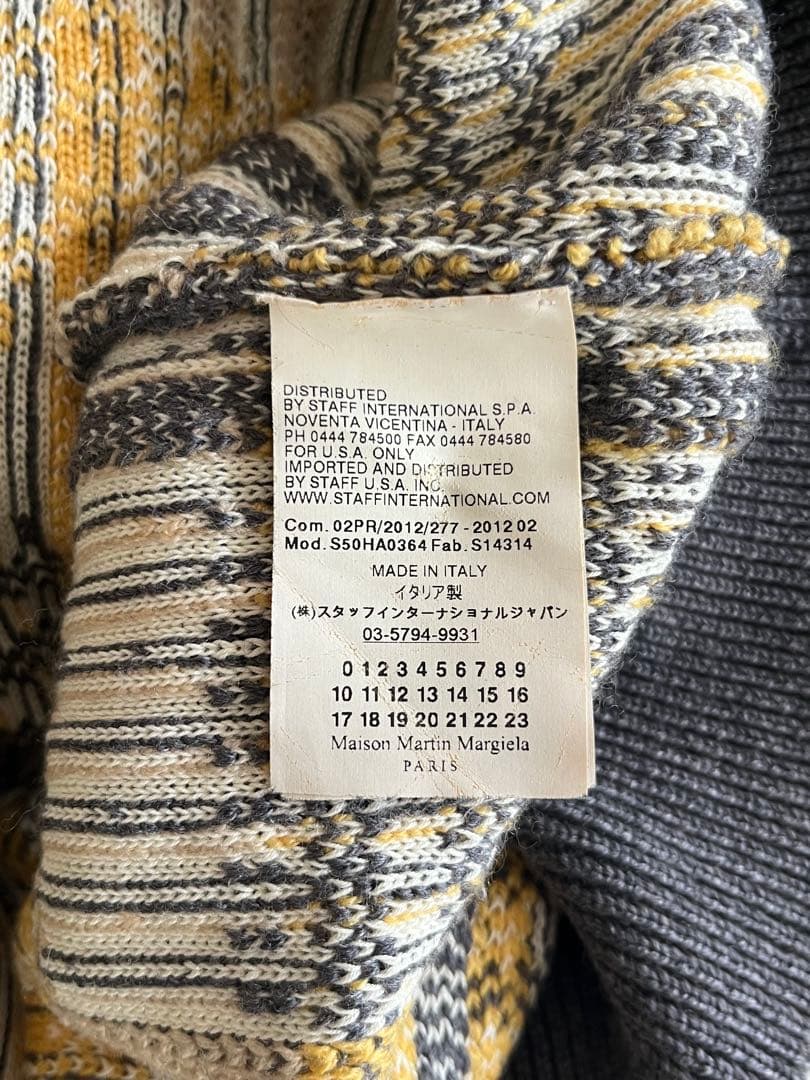 DISTRIBUTED
BY STAFF INTERNATIONAL S.P.A.
NOVENTA VICENTINA - ITALY
PH 0444 784500 FAX 0444 784580
FOR U.S.A. ONLY
IMPORTED AND DISTRIBUTED
BY STAFF U.S.A. INC.
WWW.STAFFINTERNATIONAL.COM
Com. 02PR/2012/277 - 2012 02
Mod. S50HA0364 Fab. S14314
MADE IN ITALY
イタリア製
(株)スタッフインターナショナルジャパン
03-5794-9931
0 1 2 3 4 5 6 7 8 9
10 11 12 13 14 15 16
17 18 19 20 21 22 23
Maison Martin Margiela
PARIS